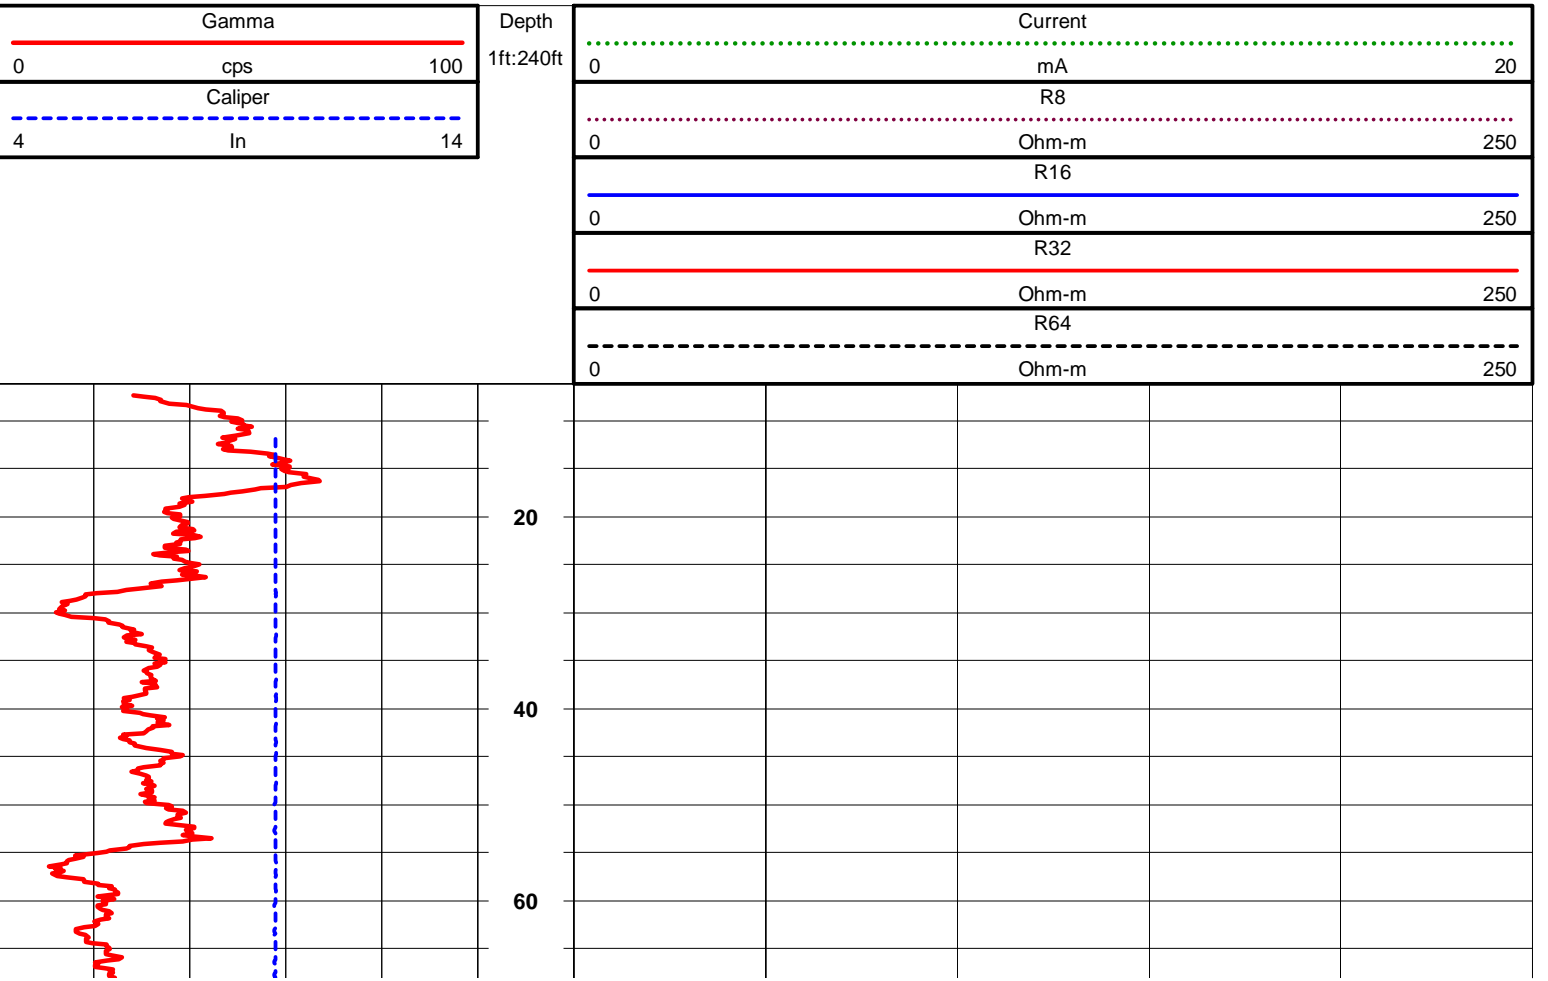 Gamma
0 cps 100
Caliper
4 In 14
Depth
1ft:240ft
Current
0 mA 20
R8
0 Ohm-m 250
R16
0 Ohm-m 250
R32
0 Ohm-m 250
R64
0 Ohm-m 250
20
40
60